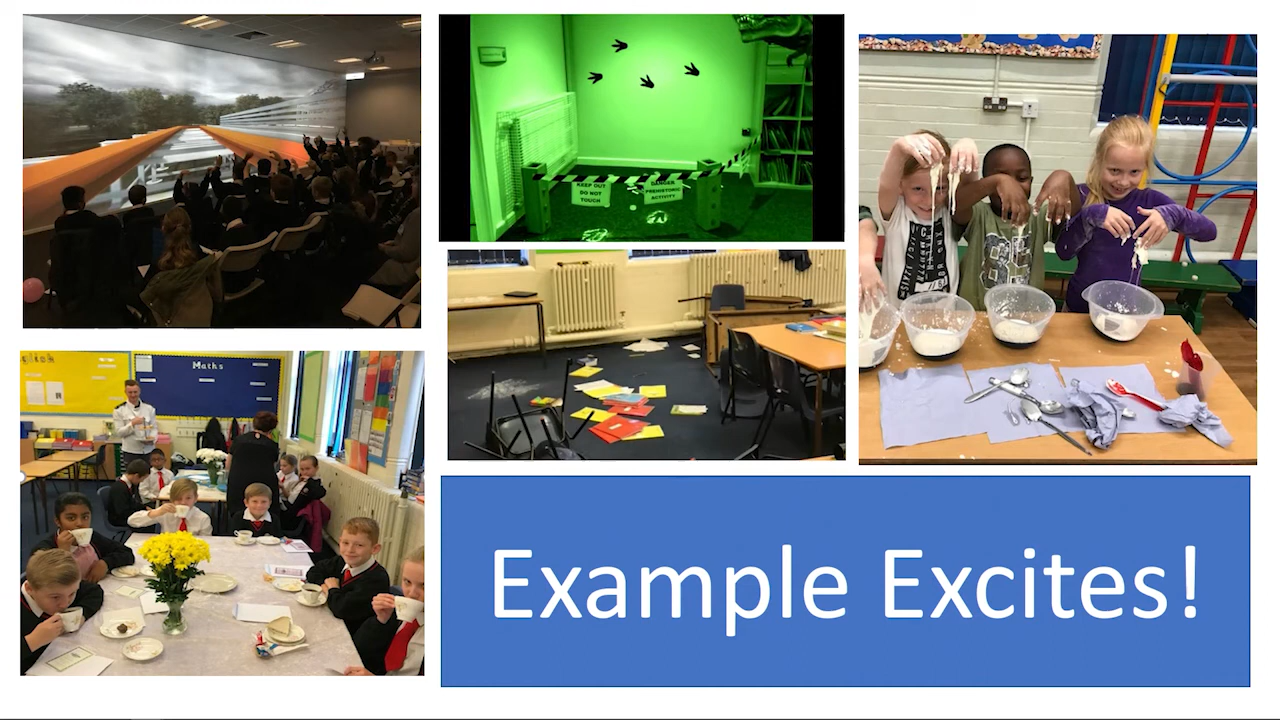 KEEP OUT
DO NOT
TOUCH
DANGER
PREHISTORIC
ACTIVITY
Maths
Example Excites!